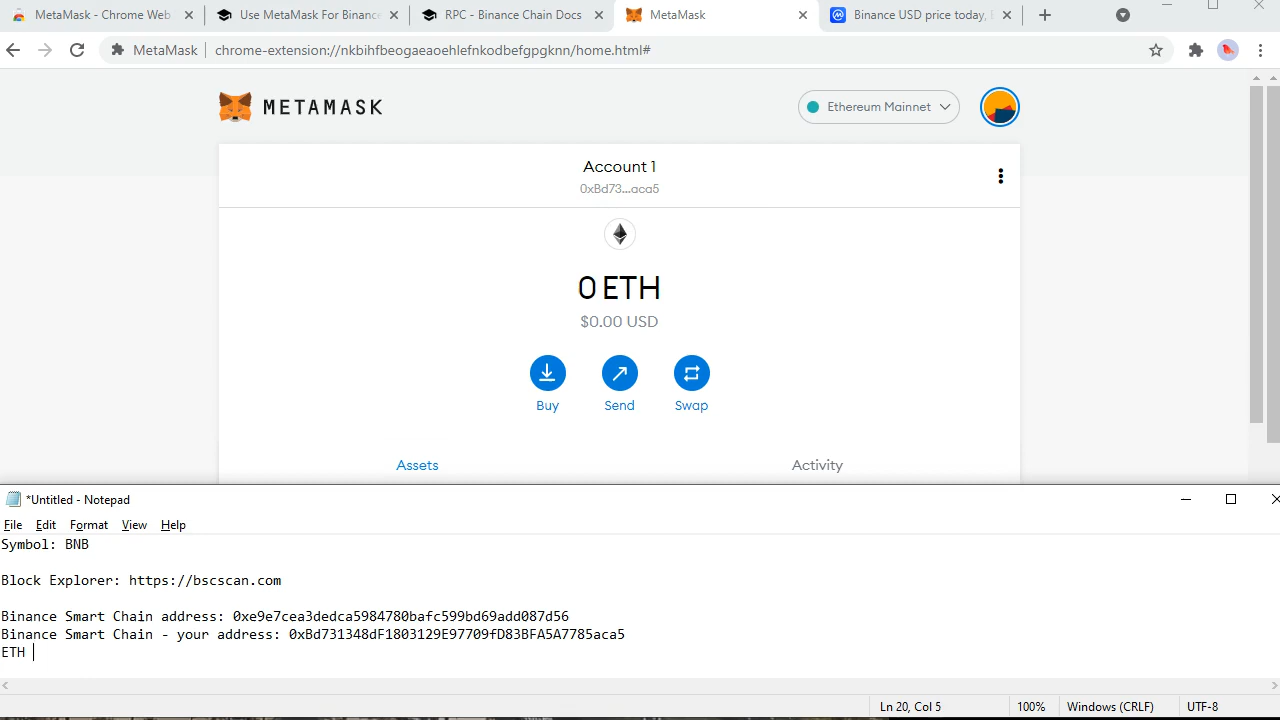 MetaMask - Chrome Web
Use MetaMask For Binance
RPC - Binance Chain Docs
MetaMask
Binance USD price today,
MetaMask
chrome-extension://nkbihfbeogaeaoehlefnkodbefgpgknn/home.html#
METAMASK
Ethereum Mainnet
Account 1
0xBd73...aca5
0 ETH
$0.00 USD
Buy
Send
Swap
Assets
Activity
*Untitled - Notepad
File Edit Format View Help
Symbol: BNB
Block Explorer: https://bscscan.com
Binance Smart Chain address: 0xe9e7cea3dedca5984780bafc599bd69add087d56
Binance Smart Chain - your address: 0xBd731348dF1803129E97709fD83BFA5A7785aca5
ETH
Ln 20, Col 5
100%
Windows (CRLF)
UTF-8